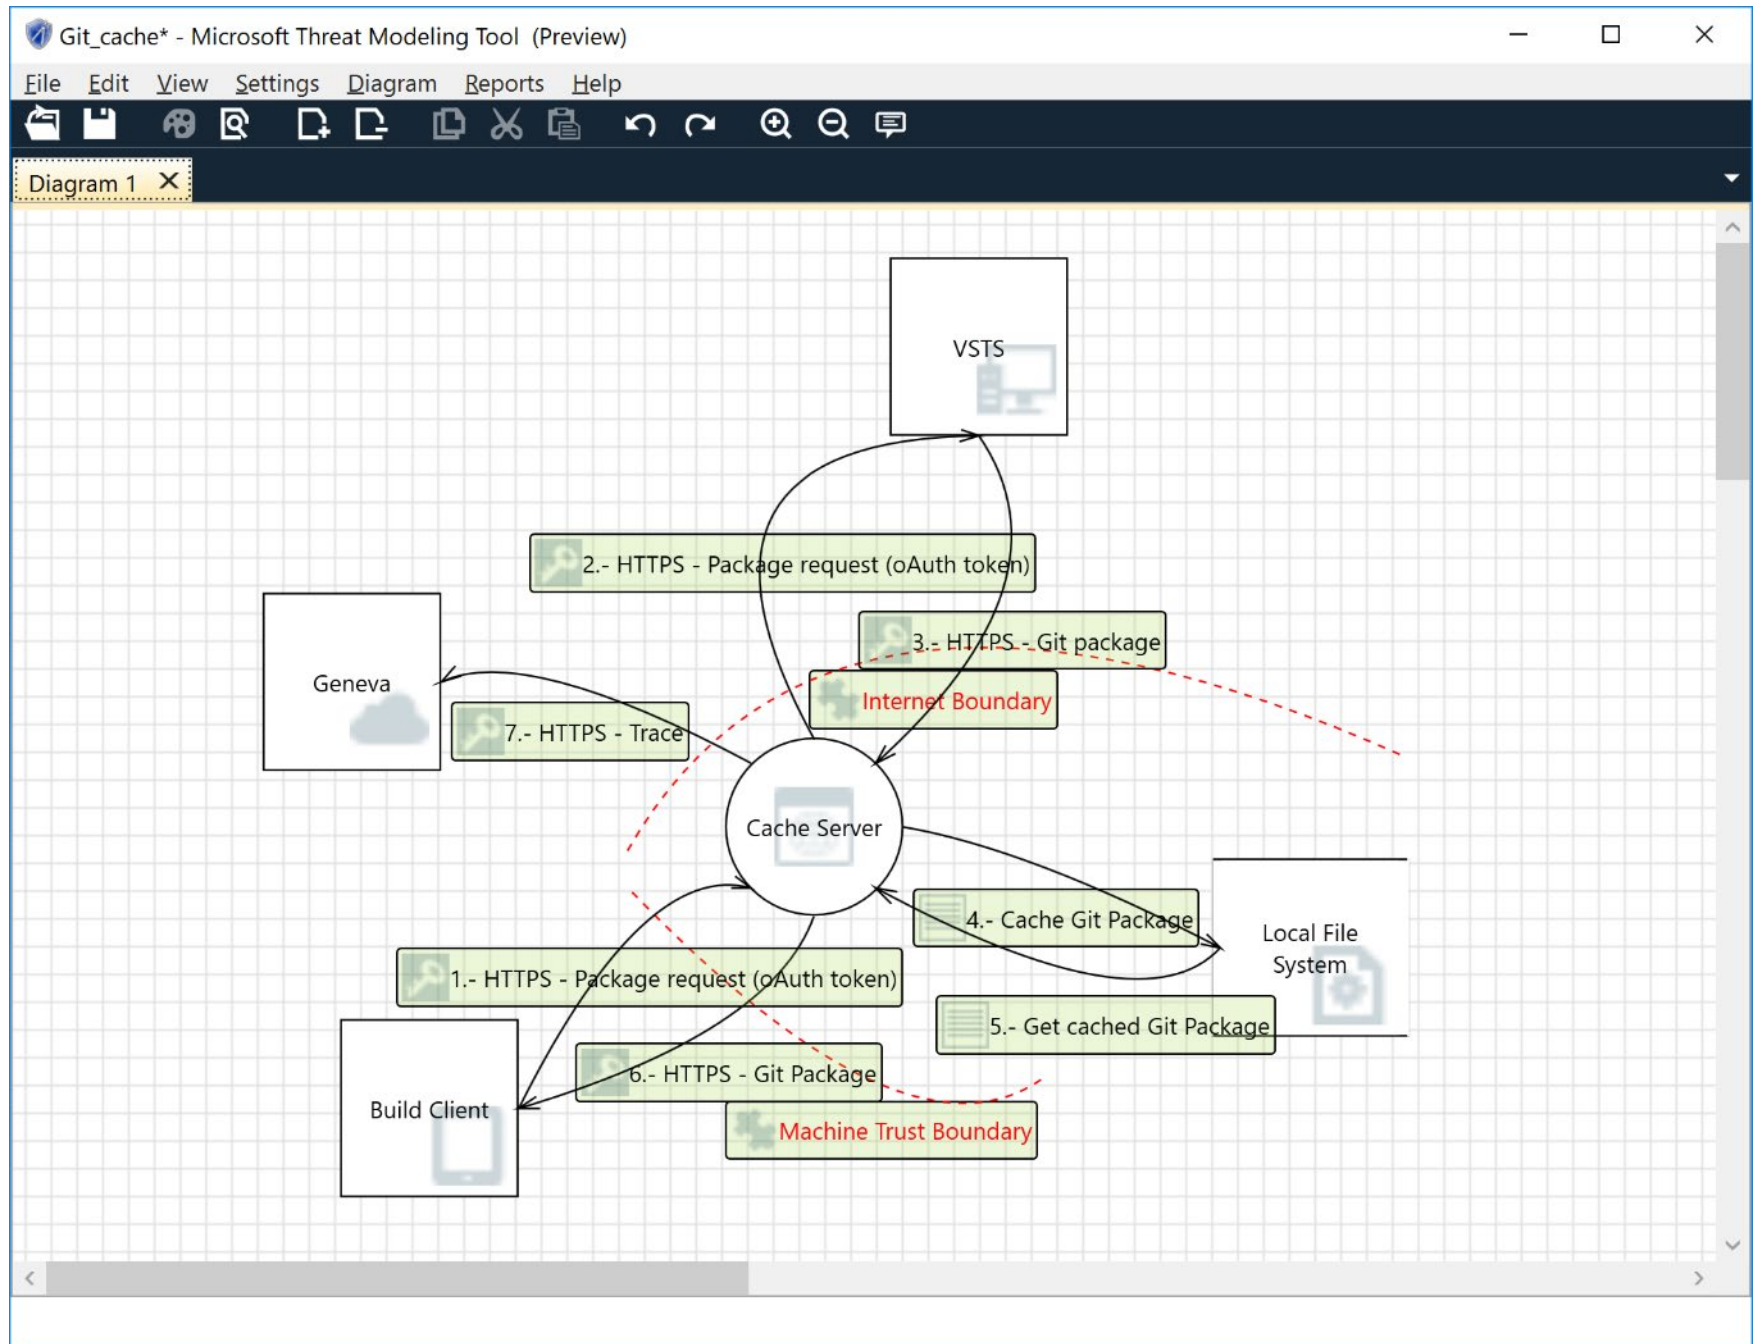 Git_cache* - Microsoft Threat Modeling Tool  (Preview)
File Edit View Settings Diagram Reports Help
Diagram 1
VSTS
2.- HTTPS - Package request (oAuth token)
3.- HTTPS - Git package
Geneva
Internet Boundary
7.- HTTPS - Trace
Cache Server
4.- Cache Git Package
Local File
System
1.- HTTPS - Package request (oAuth token)
5.- Get cached Git Package
6.- HTTPS - Git Package
Build Client
Machine Trust Boundary